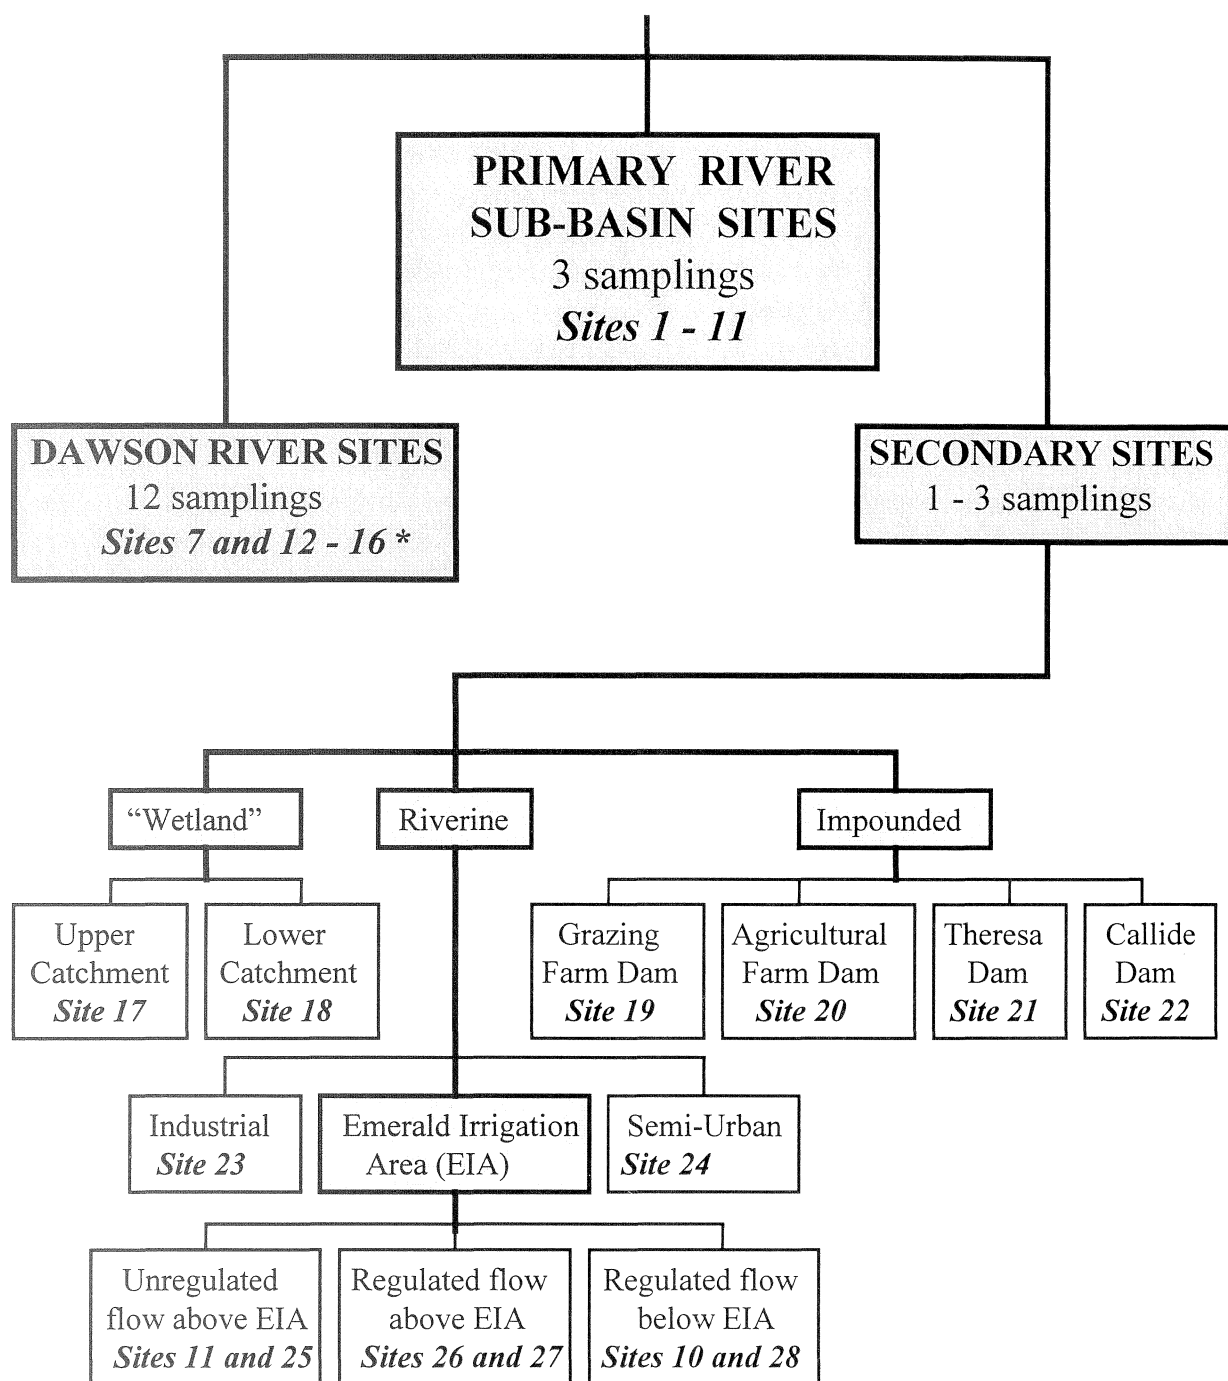 PRIMARY RIVER
SUB-BASIN SITES
3 samplings
Sites 1 - 11
DAWSON RIVER SITES
12 samplings
Sites 7 and 12 - 16 *
SECONDARY SITES
1 - 3 samplings
“Wetland”
Riverine
Impounded
Upper
Catchment
Site 17
Lower
Catchment
Site 18
Grazing
Farm Dam
Site 19
Agricultural
Farm Dam
Site 20
Theresa
Dam
Site 21
Callide
Dam
Site 22
Industrial
Site 23
Emerald Irrigation
Area (EIA)
Semi-Urban
Site 24
Unregulated
flow above EIA
Sites 11 and 25
Regulated flow
above EIA
Sites 26 and 27
Regulated flow
below EIA
Sites 10 and 28